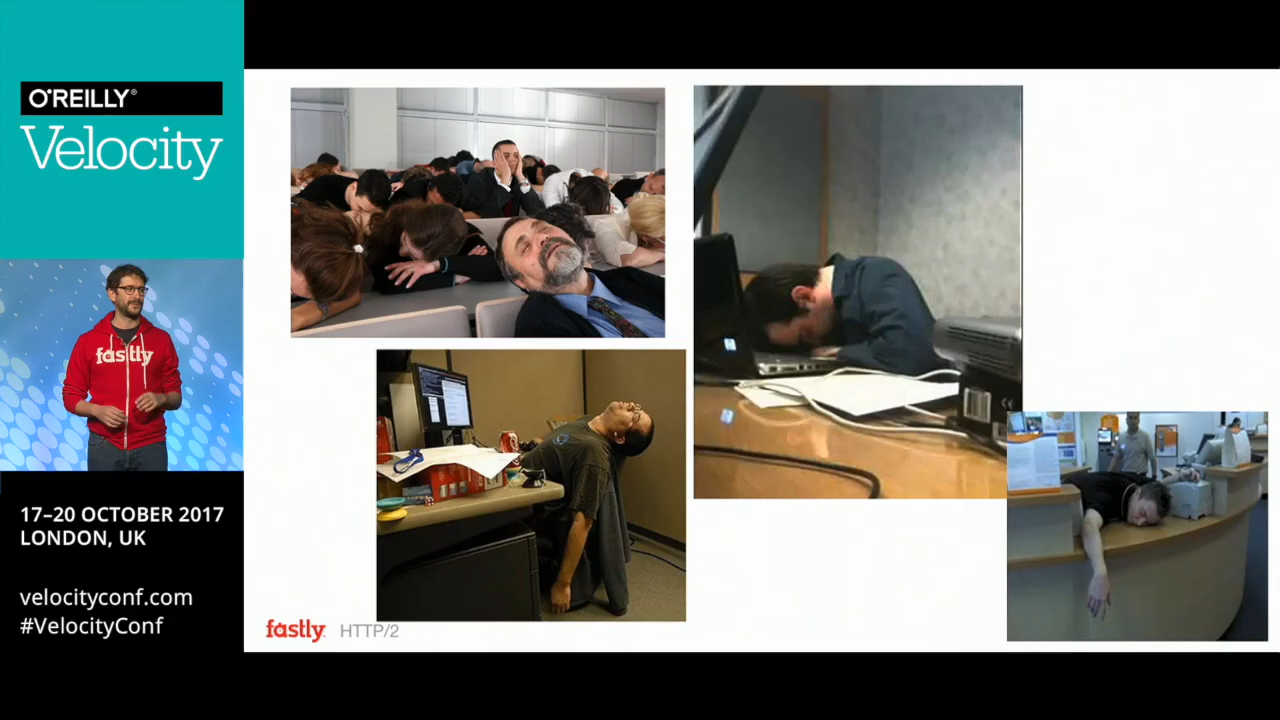 O'REILLY®
Velocity
fastly
17–20 OCTOBER 2017
LONDON, UK
velocityconf.com
#VelocityConf
fastly HTTP/2